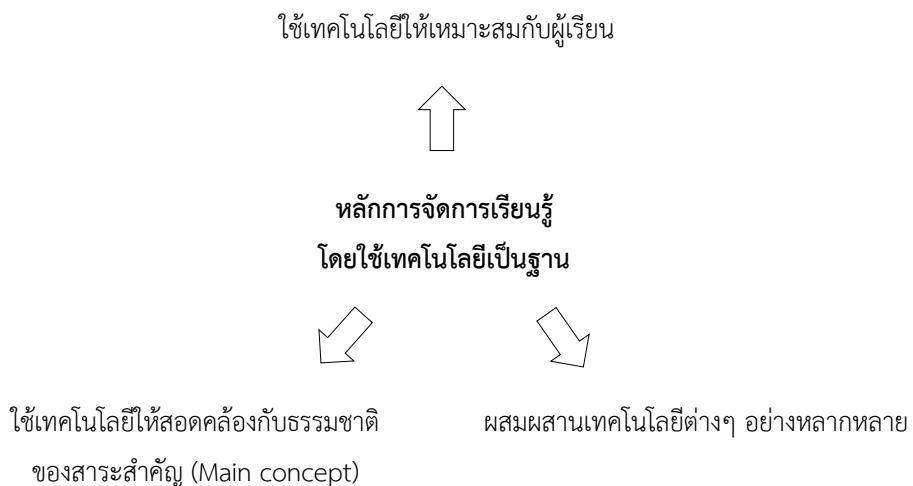 ใช้เทคโนโลยีให้เหมาะสมกับผู้เรียน
หลักการจัดการเรียนรู้
โดยใช้เทคโนโลยีเป็นฐาน
ใช้เทคโนโลยีให้สอดคล้องกับธรรมชาติ
ของสาระสำคัญ (Main concept)
ผสมผสานเทคโนโลยีต่างๆ อย่างหลากหลาย